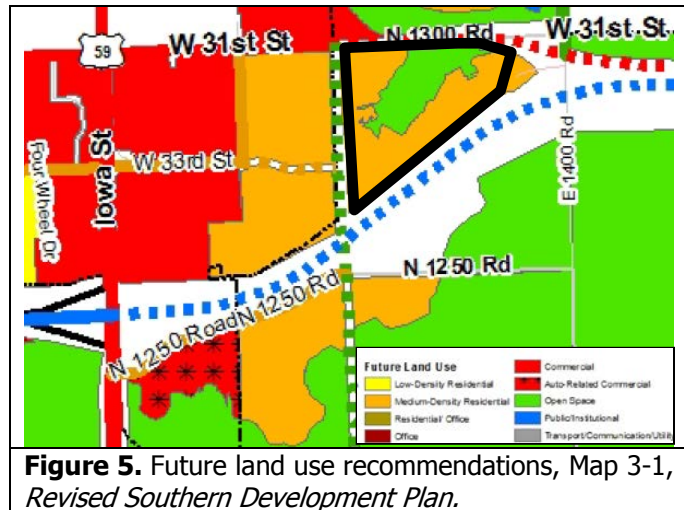 W 31st St
N 1300 Rd
W 31st St
59
Iowa St
Four Wheel Dr
W 33rd St
E 1400 Rd
N 1250 Rd
N 1250 Road
N 1250 Rd
Future Land Use
Low-Density Residential
Medium-Density Residential
Residential/ Office
Office
Commercial
Auto-Related Commercial
Open Space
Public/Institutional
Transport/Communication/Utility
Figure 5. Future land use recommendations, Map 3-1,
Revised Southern Development Plan.